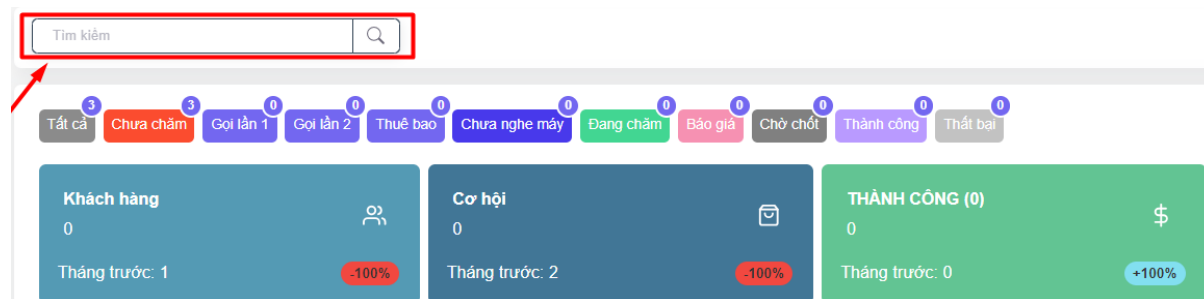 Tìm kiếm
3 3 0 0 0 0 0 0 0 0 0
Tất cả Chưa chăm Gọi lần 1 Gọi lần 2 Thuê bao Chưa nghe máy Đang chăm Báo giá Chờ chốt Thành công Thất bại
Khách hàng Cơ hội THÀNH CÔNG (0)
0 0 0
Tháng trước: 1 -100% Tháng trước: 2 -100% Tháng trước: 0 +100%